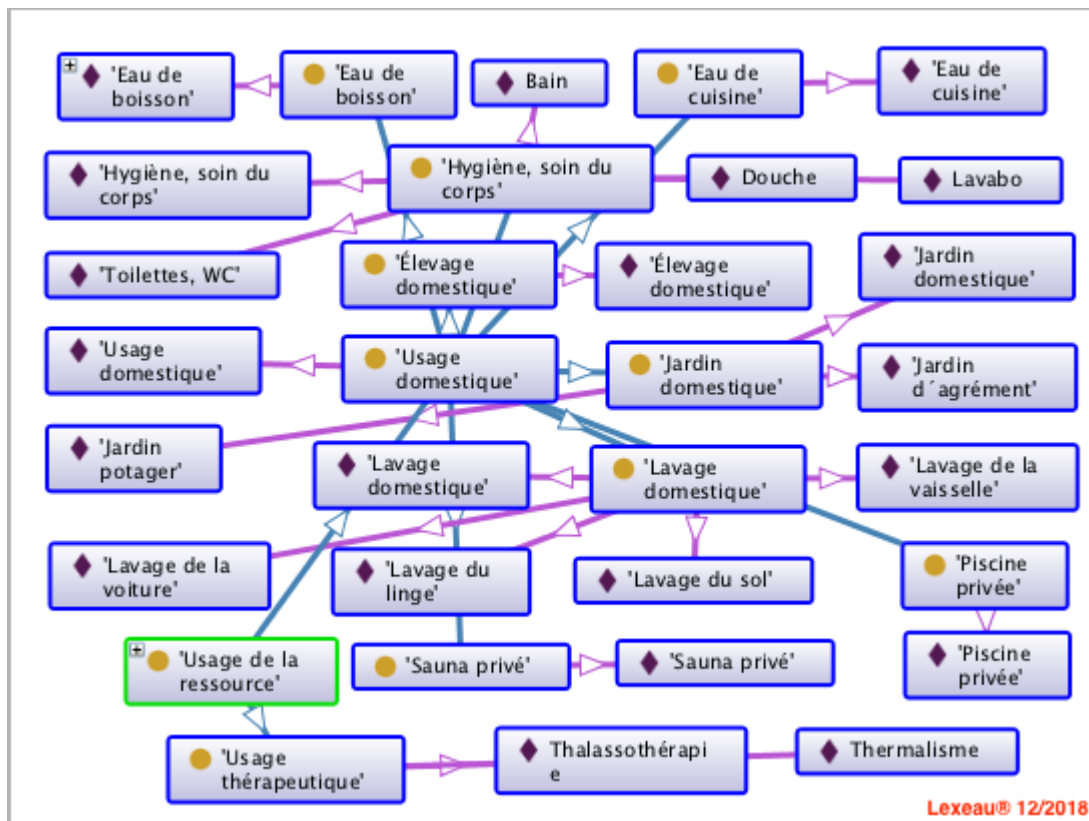 'Eau de
boisson'
'Eau de
boisson'
Bain
'Eau de
cuisine'
'Eau de
cuisine'
'Hygiène, soin du
corps'
'Hygiène, soin du
corps'
Douche
Lavabo
'Toilettes, WC'
'Élevage
domestique'
'Élevage
domestique'
'Jardin
domestique'
'Usage
domestique'
'Usage
domestique'
'Jardin
domestique'
'Jardin
d´agrément'
'Jardin
potager'
'Lavage
domestique'
'Lavage
domestique'
'Lavage de la
vaisselle'
'Lavage de la
voiture'
'Lavage du
linge'
'Lavage du sol'
'Piscine
privée'
'Usage de la
ressource'
'Sauna privé'
'Sauna privé'
'Piscine
privée'
'Usage
thérapeutique'
Thalassothérapi
e
Thermalisme
Lexeau® 12/2018